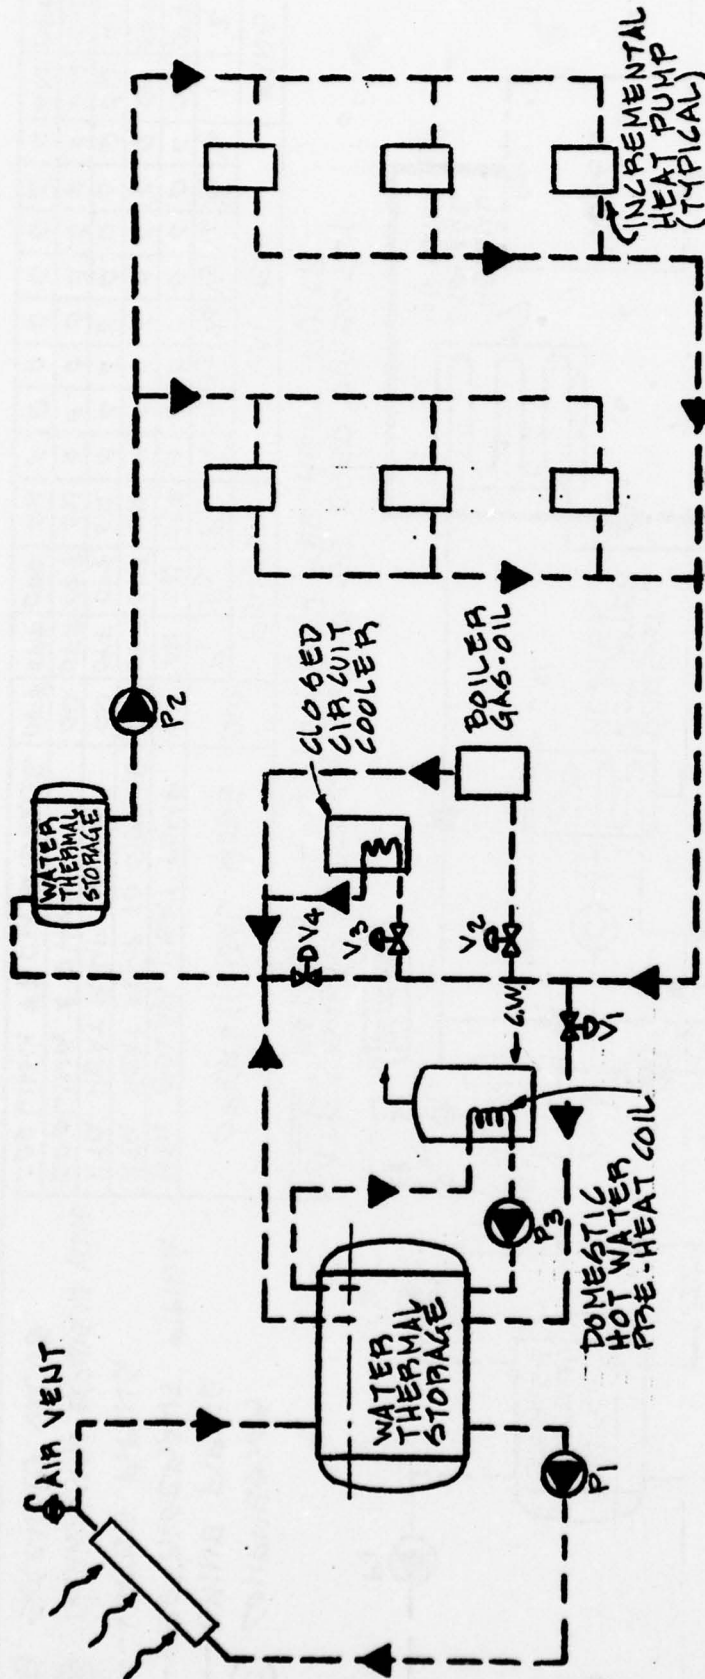 AIR VENT
WATER
THERMAL
STORAGE
P1
P3
DOMESTIC
HOT WATER
PRE-HEAT COIL
C.W.
V1
V2
V3
V4
CLOSED
CIRCUIT
COOLER
BOILER
GAS-OIL
WATER
THERMAL
STORAGE
P2
INCREMENTAL
HEAT PUMP
(TYPICAL)